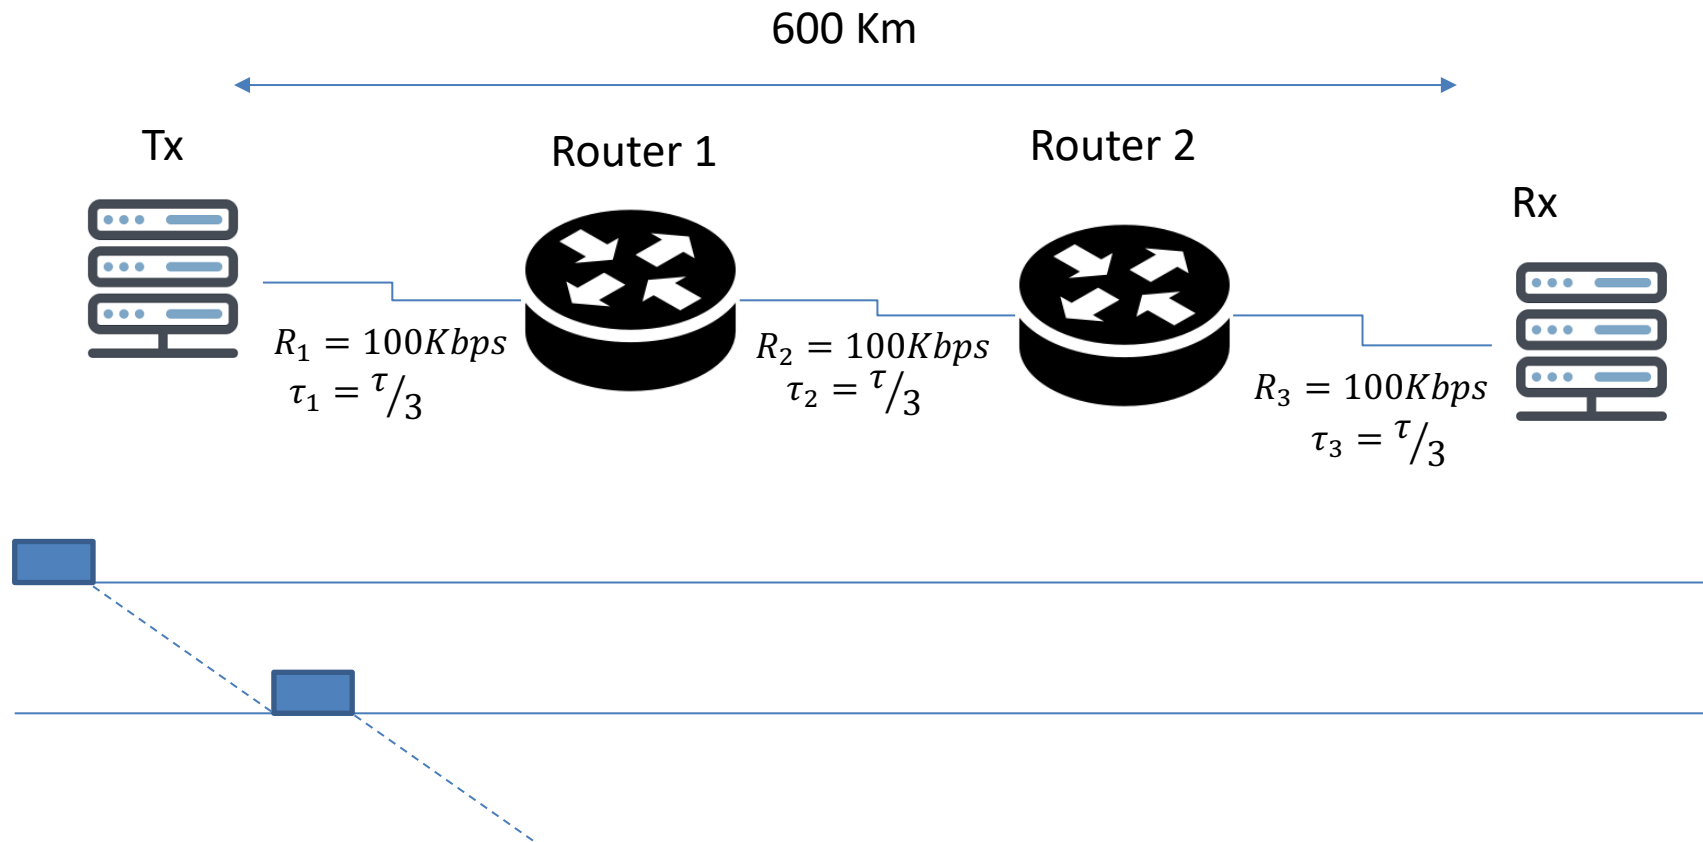 600 Km
Tx
Router 1
Router 2
Rx
R₁ = 100Kbps
τ₁ = τ/3
R₂ = 100Kbps
τ₂ = τ/3
R₃ = 100Kbps
τ₃ = τ/3